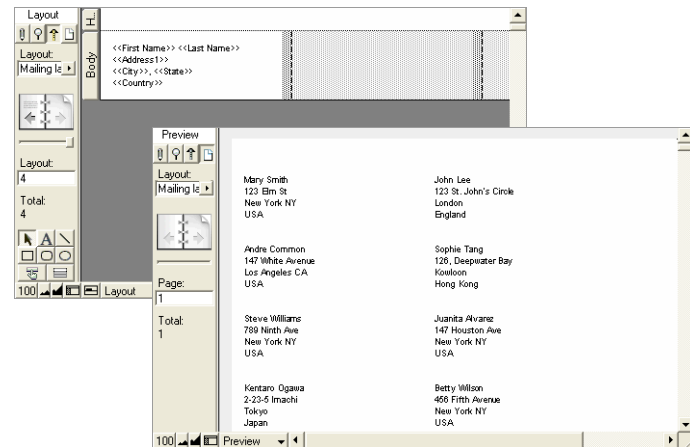 Layout
Layout:
Mailing la
Layout:
4
Total:
4
A
100
Layout
H
Body
<<First Name>> <<Last Name>>
<<Address1>>
<<City>>, <<State>>
<<Country>>
Preview
Layout:
Mailing la
Page:
1
Total:
1
100
Preview
Mary Smith
123 Elm St
New York NY
USA
John Lee
123 St. John's Circle
London
England
Andre Common
147 White Avenue
Los Angeles CA
USA
Sophie Tang
126, Deepwater Bay
Kowloon
Hong Kong
Steve Williams
789 Ninth Ave
New York NY
USA
Juanita Alvarez
147 Houston Ave
New York NY
USA
Kentaro Ogawa
2-23-5 Imachi
Tokyo
Japan
Betty Wilson
456 Fifth Avenue
New York NY
USA